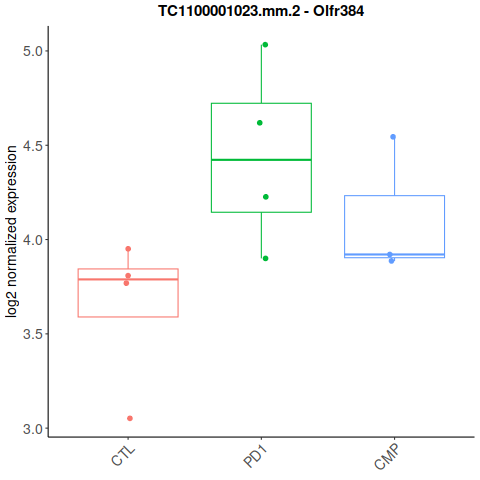 TC1100001023.mm.2 - Olfr384
log2 normalized expression
5.0
4.5
4.0
3.5
3.0
CTL
PD1
CMP